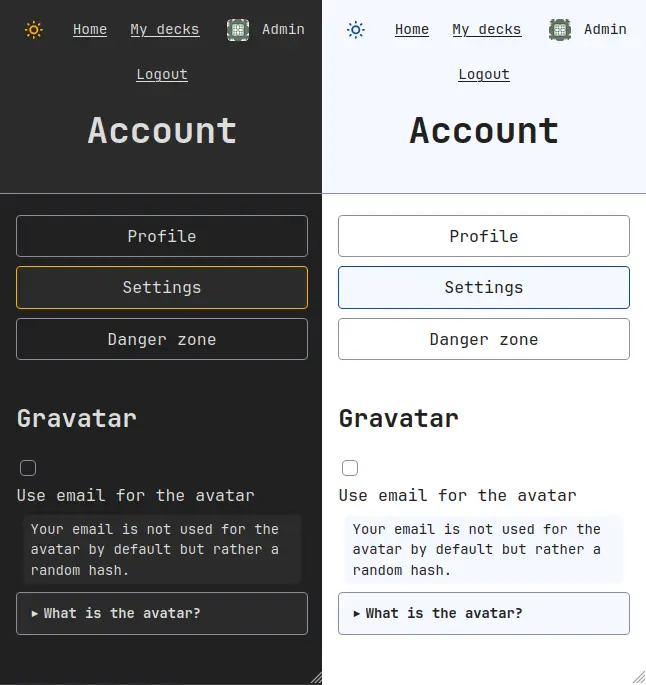 Home My decks Admin
Logout
Account
Profile
Settings
Danger zone
Gravatar
Use email for the avatar
Your email is not used for the
avatar by default but rather a
random hash.
▸ What is the avatar?
Home My decks Admin
Logout
Account
Profile
Settings
Danger zone
Gravatar
Use email for the avatar
Your email is not used for the
avatar by default but rather a
random hash.
▸ What is the avatar?